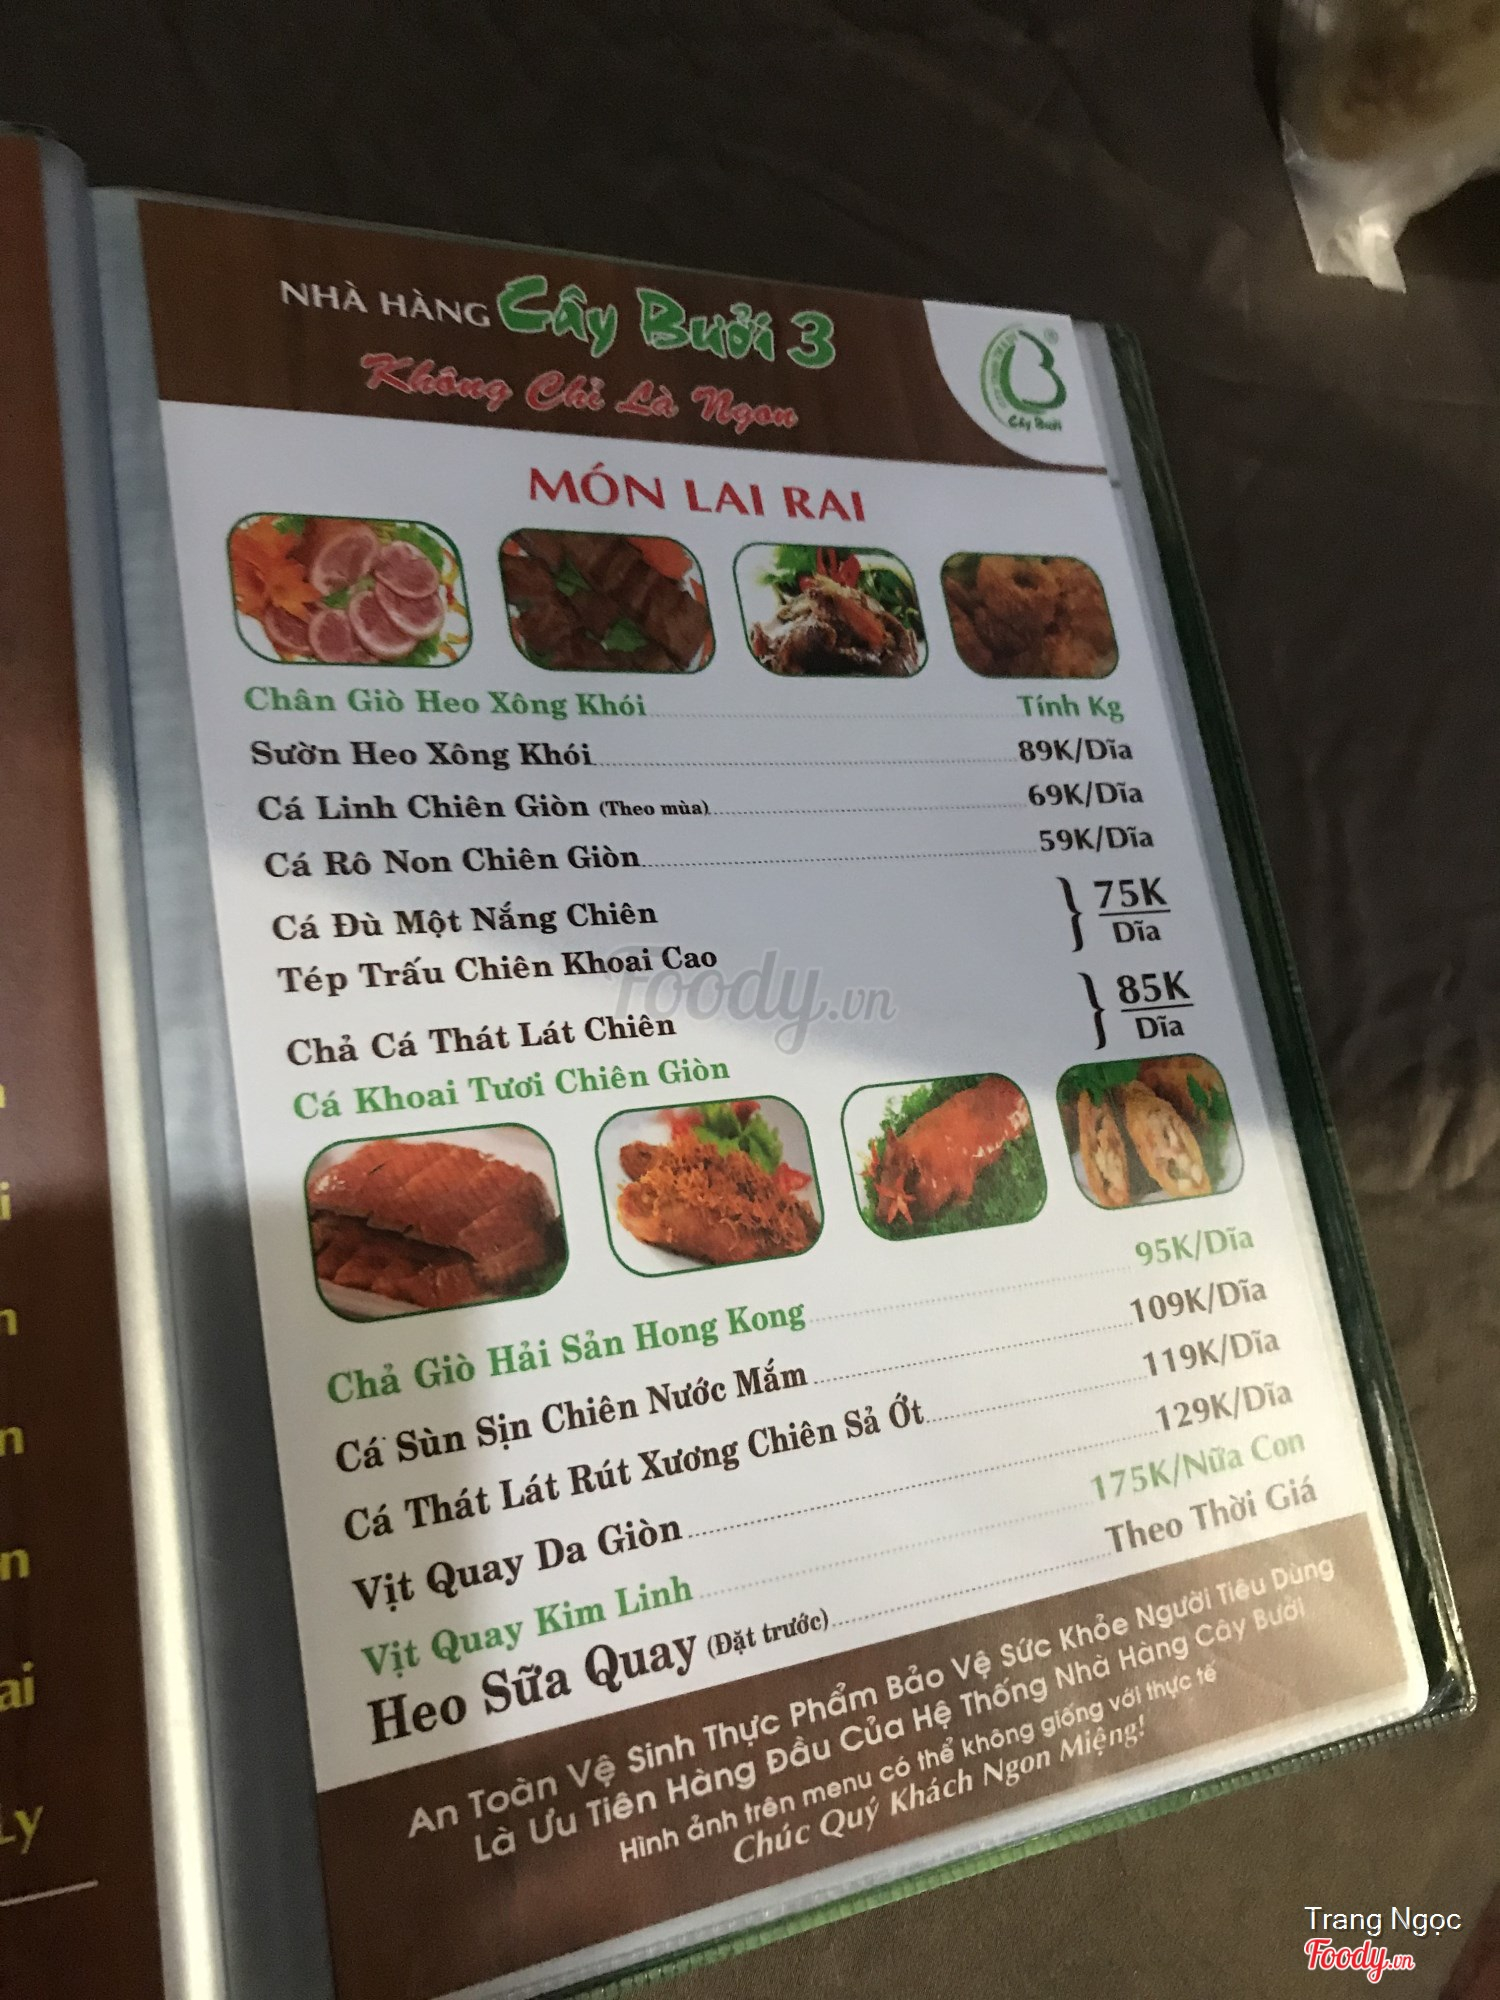 NHÀ HÀNG Cây Bưởi 3
Không Chỉ Là Ngon
Cây Bưởi
MÓN LAI RAI
Chân Giò Heo Xông Khói Tính Kg
Sườn Heo Xông Khói 89K/Dĩa
Cá Linh Chiên Giòn (Theo mùa) 69K/Dĩa
Cá Rô Non Chiên Giòn 59K/Dĩa
Cá Đù Một Nắng Chiên
Tép Trấu Chiên Khoai Cao
} 75K/Dĩa
Chả Cá Thát Lát Chiên
Cá Khoai Tươi Chiên Giòn
} 85K/Dĩa
Foody.vn
Chả Giò Hải Sản Hong Kong 95K/Dĩa
Cá Sùn Sịn Chiên Nước Mắm 109K/Dĩa
Cá Thát Lát Rút Xương Chiên Sả Ớt 119K/Dĩa
Vịt Quay Da Giòn 129K/Dĩa
Vịt Quay Kim Linh 175K/Nữa Con
Heo Sữa Quay (Đặt trước) Theo Thời Giá
An Toàn Vệ Sinh Thực Phẩm Bảo Vệ Sức Khỏe Người Tiêu Dùng
Là Ưu Tiên Hàng Đầu Của Hệ Thống Nhà Hàng Cây Bưởi
Hình ảnh trên menu có thể không giống với thực tế
Chúc Quý Khách Ngon Miệng!
Trang Ngọc
Foody.vn